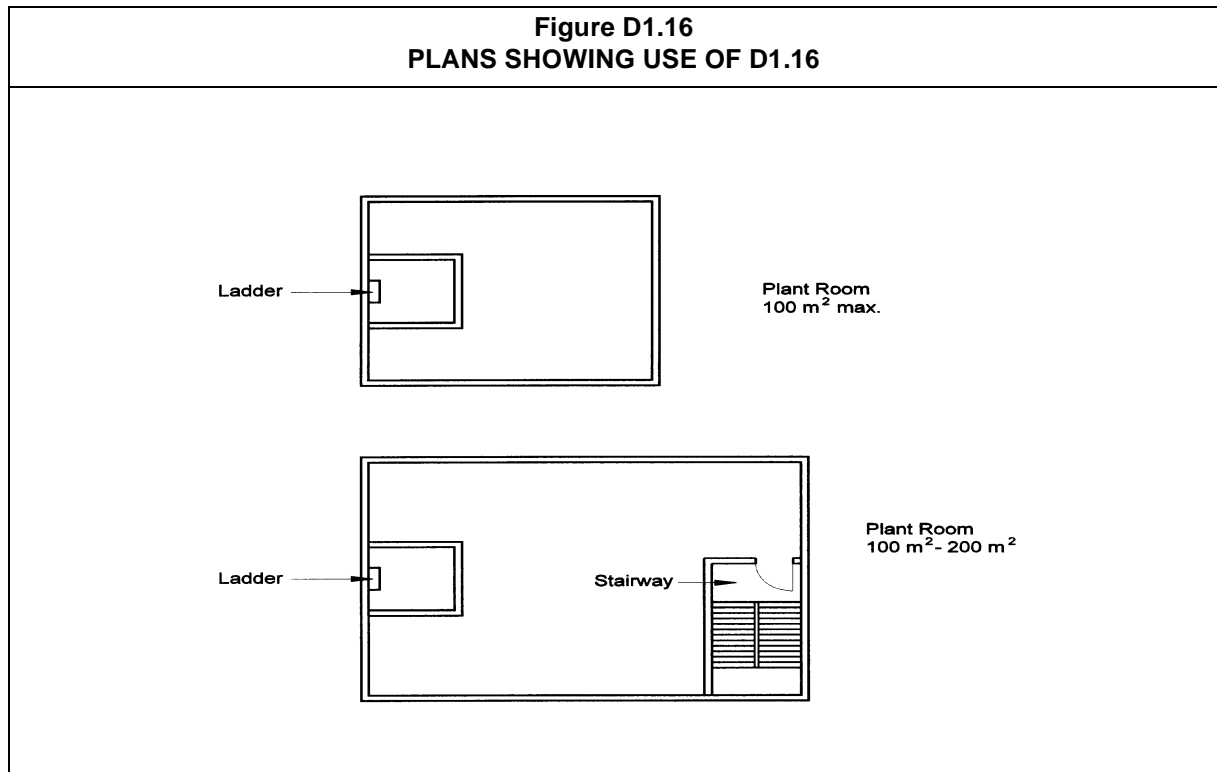 Figure D1.16
PLANS SHOWING USE OF D1.16
Ladder
Plant Room
100 m² max.
Plant Room
100 m² - 200 m²
Ladder
Stairway